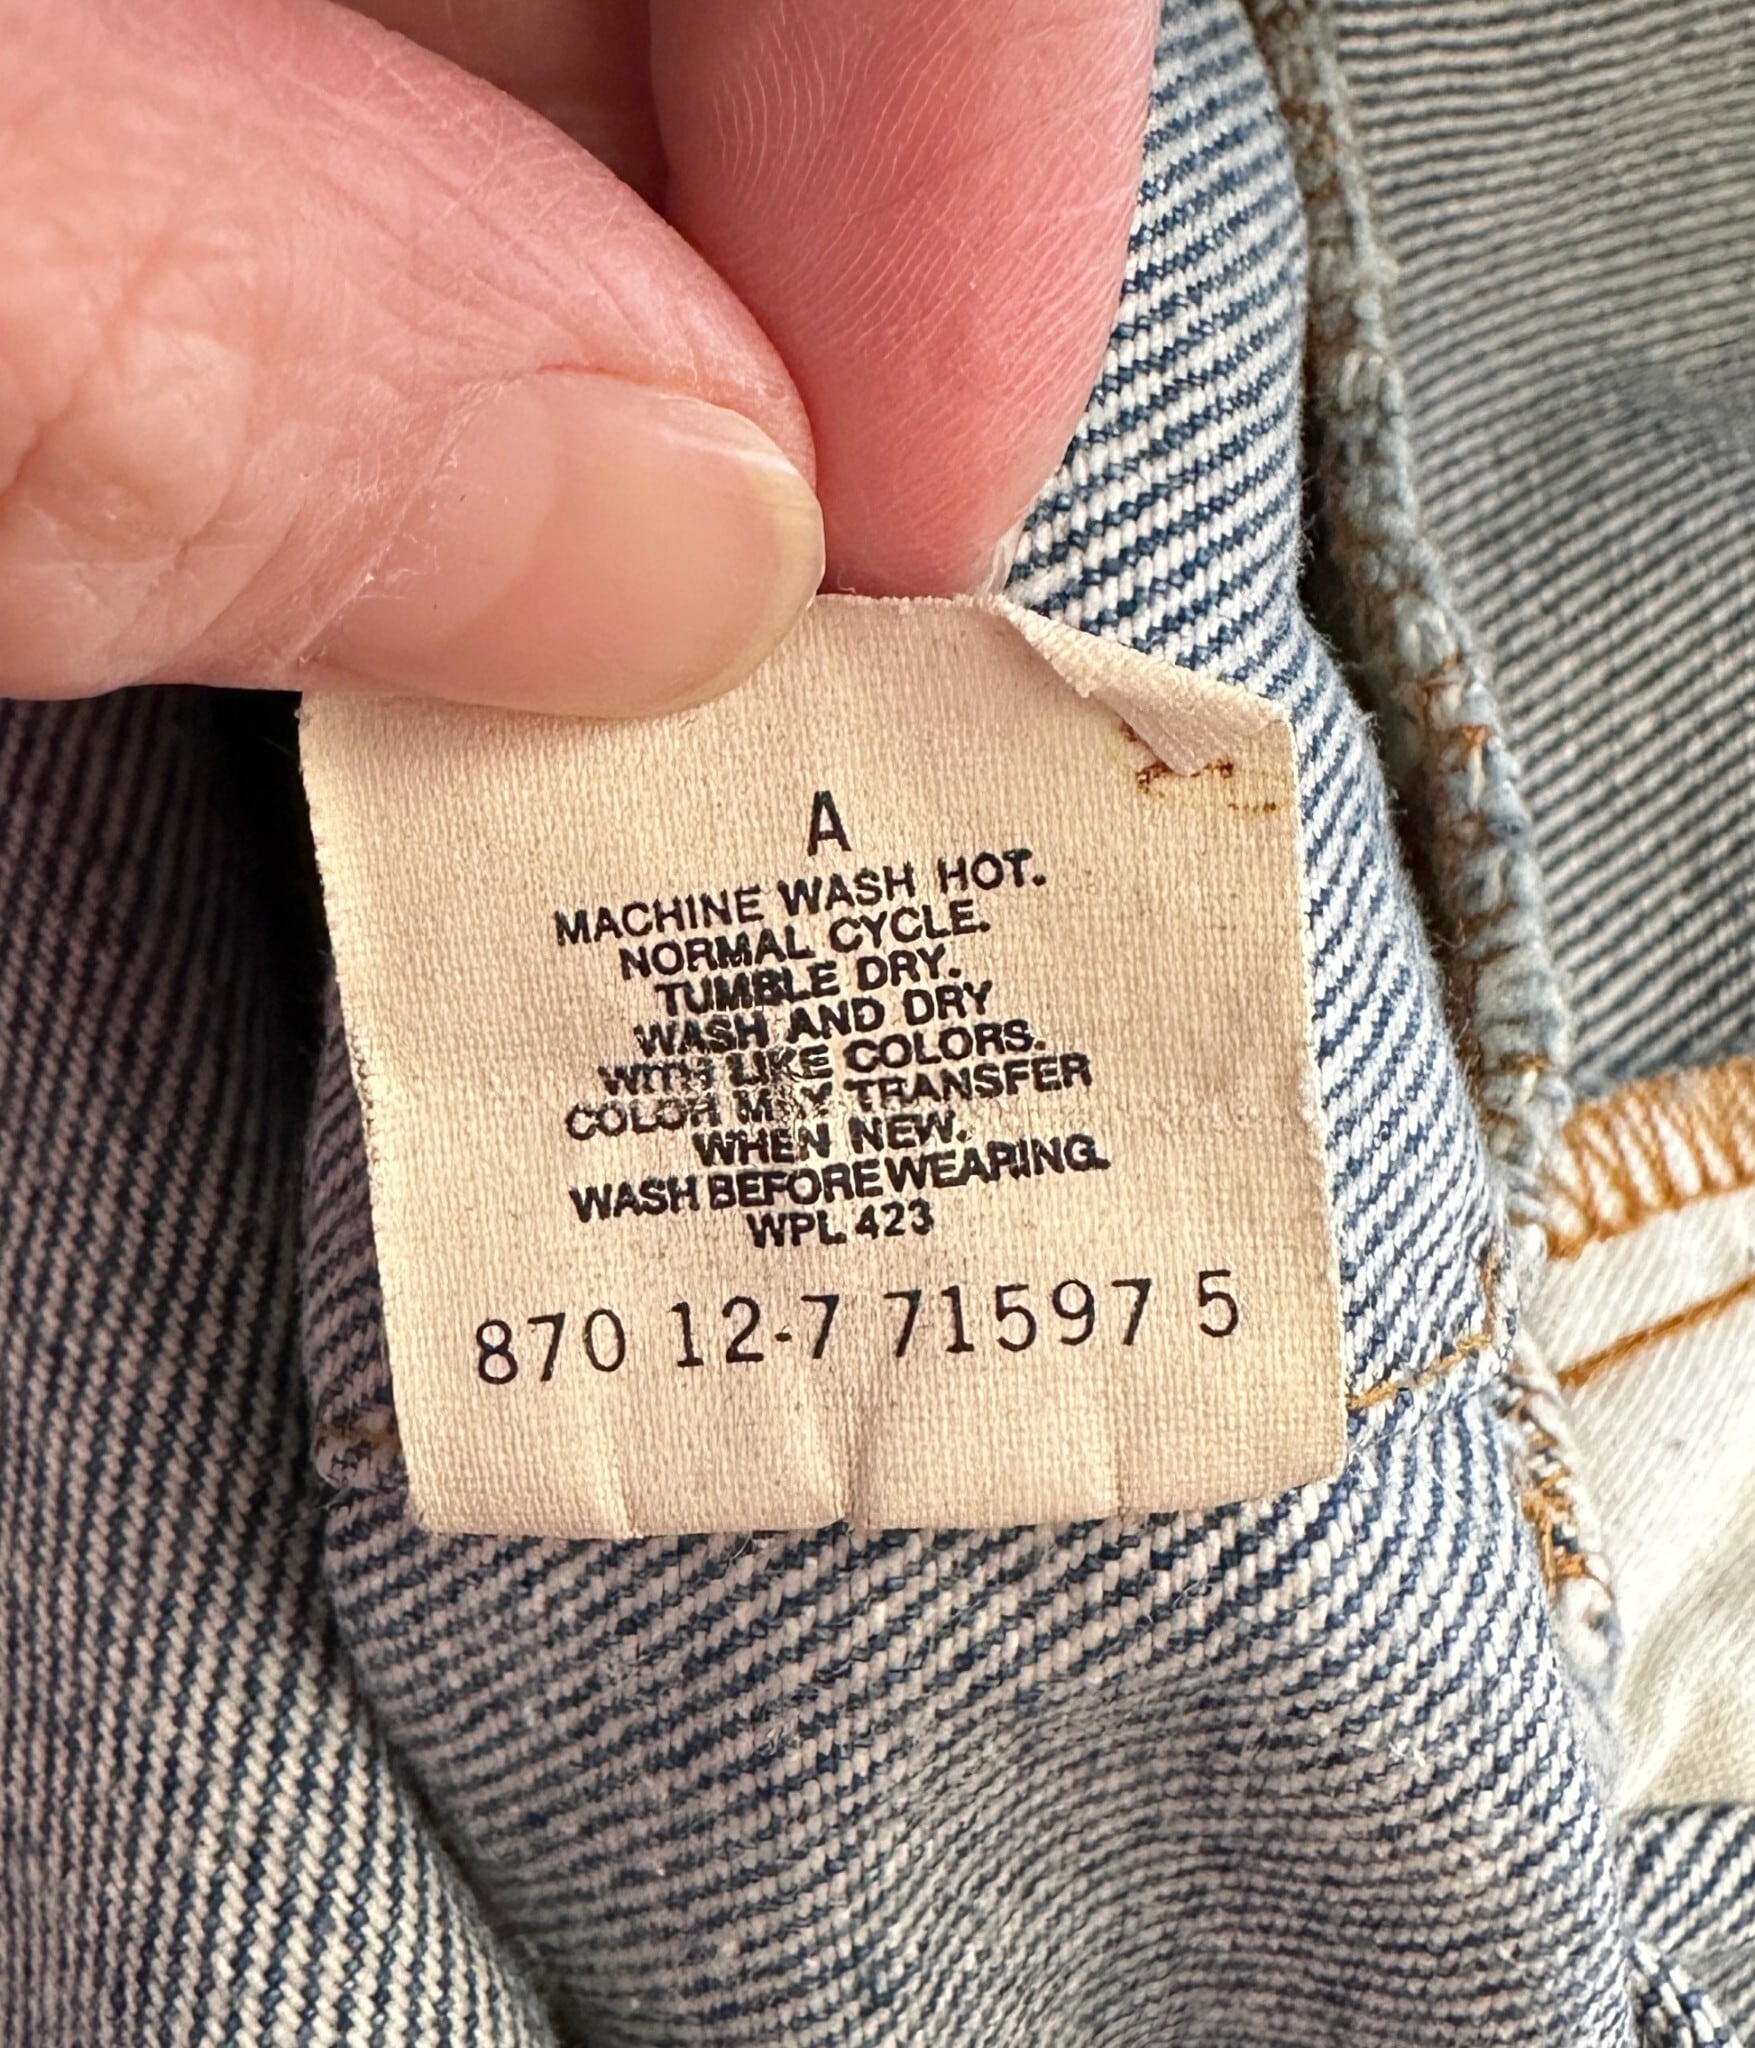 A
MACHINE WASH HOT.
NORMAL CYCLE.
TUMBLE DRY.
WASH AND DRY
WITH LIKE COLORS.
COLOR MAY TRANSFER
WHEN NEW.
WASH BEFORE WEARING.
WPL 423
870 12-7 71597 5